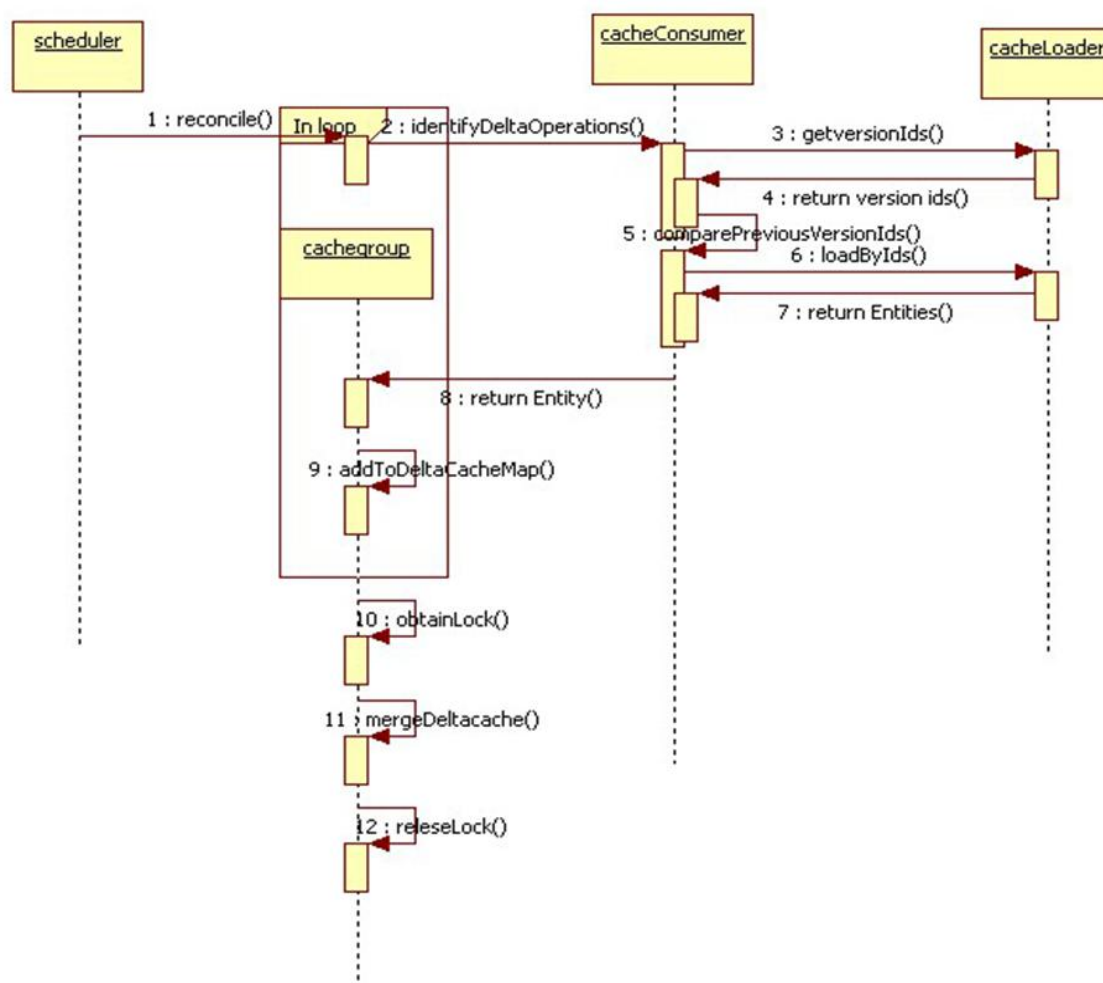 scheduler
cacheConsumer
cacheLoader
1 : reconcile()
In loop
2 : identifyDeltaOperations()
3 : getversionIds()
4 : return version ids()
5 : comparePreviousVersionIds()
cachegroup
6 : loadByIds()
7 : return Entities()
8 : return Entity()
9 : addToDeltaCacheMap()
10 : obtainLock()
11 : mergeDeltacache()
12 : releseLock()